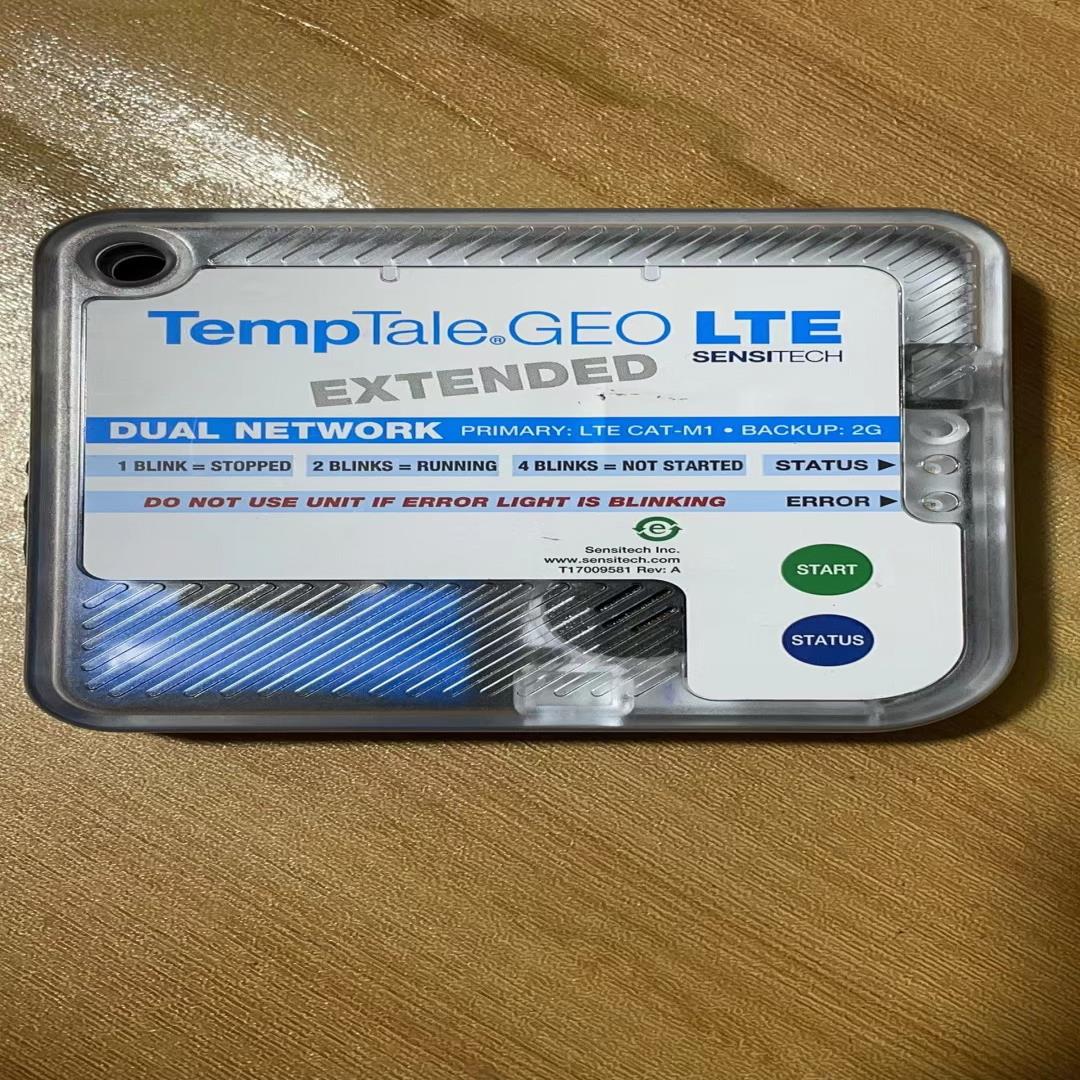 TempTale®GEO LTE
SENSITECH
EXTENDED
DUAL NETWORK PRIMARY: LTE CAT-M1 • BACKUP: 2G
1 BLINK = STOPPED 2 BLINKS = RUNNING 4 BLINKS = NOT STARTED STATUS ►
DO NOT USE UNIT IF ERROR LIGHT IS BLINKING ERROR ►
e
Sensitech Inc.
www.sensitech.com
T17009581 Rev: A
START
STATUS